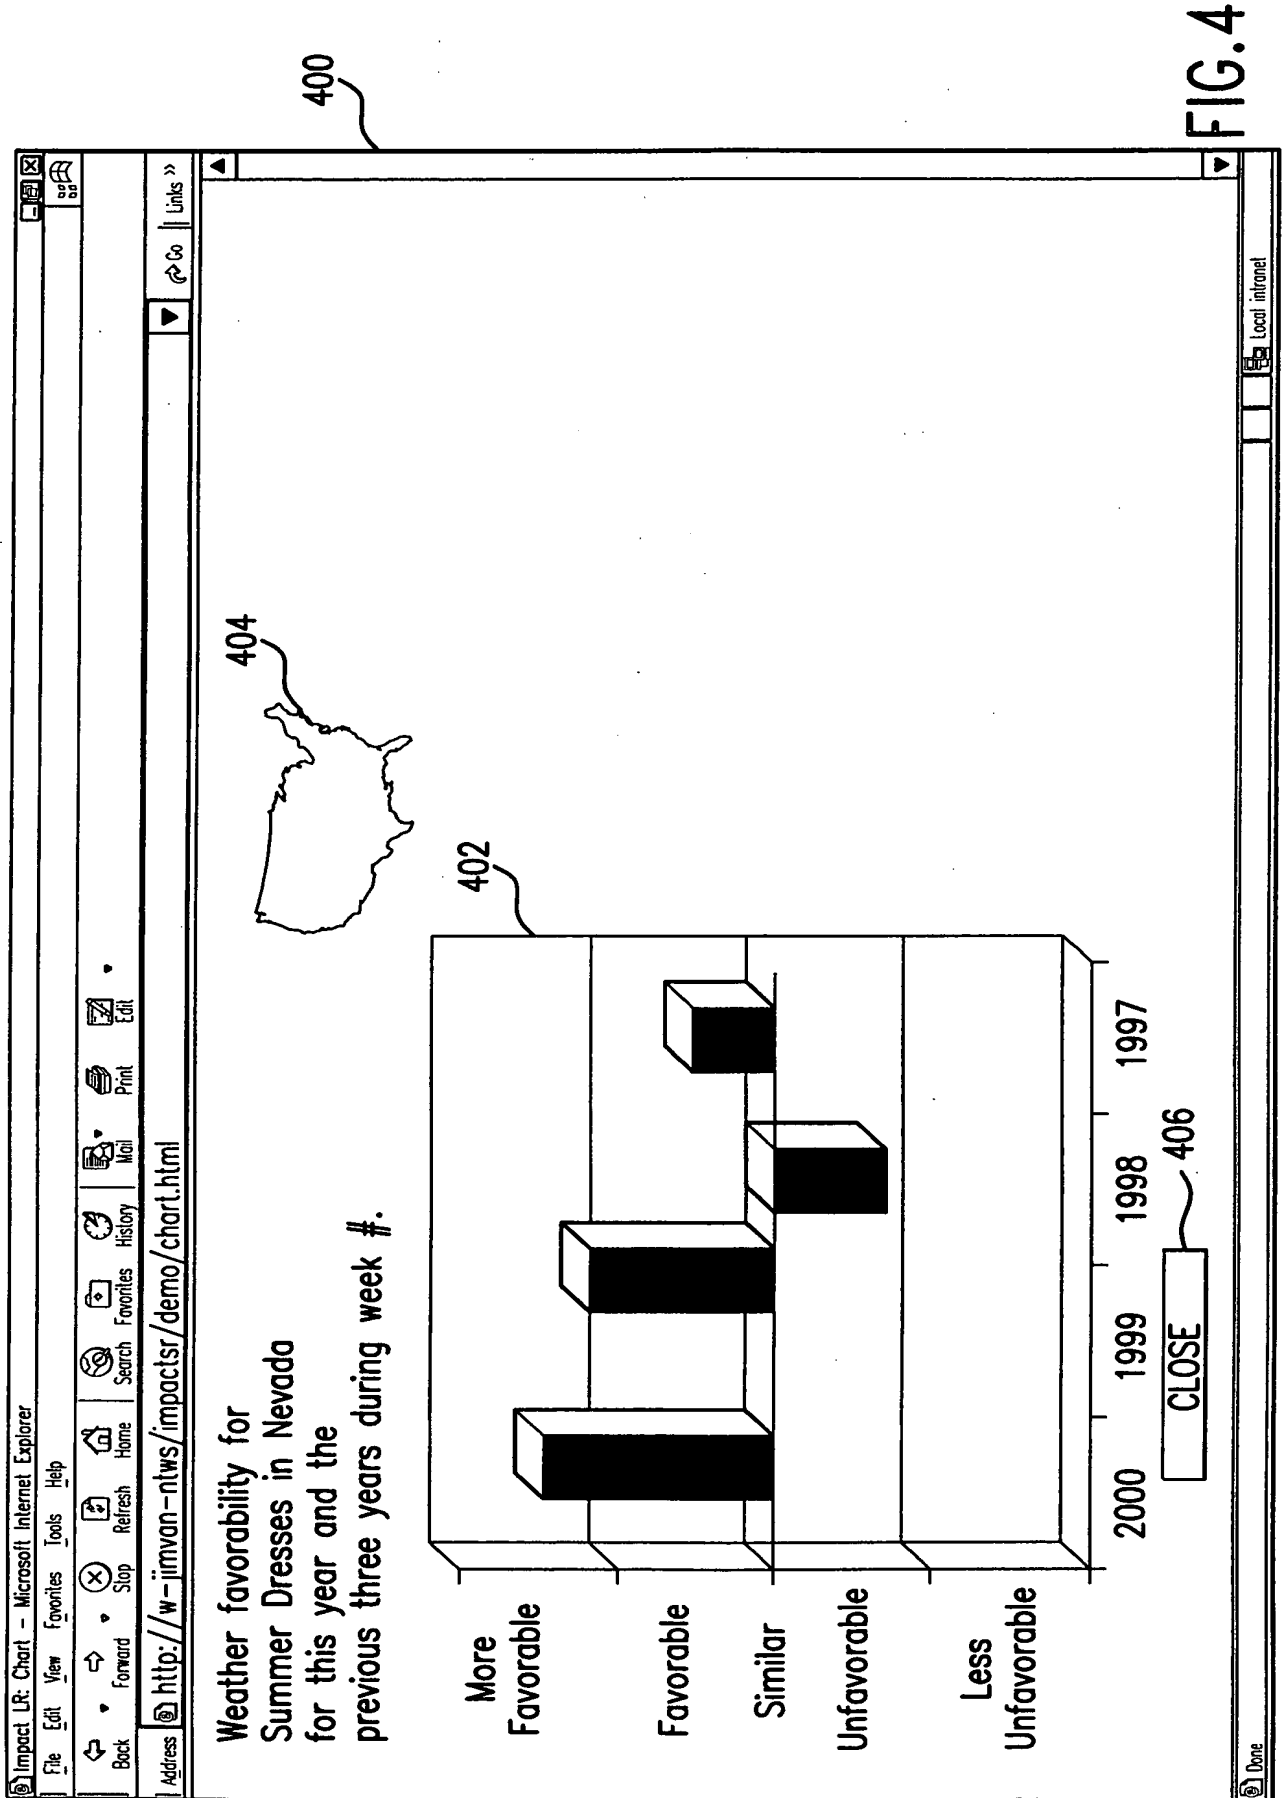 Impact LR: Chart – Microsoft Internet Explorer
File Edit View Favorites Tools Help
Back Forward Stop Refresh Home Search Favorites History Mail Print Edit
Address http://w-jimvan-ntws/impactsr/demo/chart.html Go Links »
Weather favorability for
Summer Dresses in Nevada
for this year and the
previous three years during week #.
404
400
402
More
Favorable
Favorable
Similar
Unfavorable
Less
Unfavorable
2000 1999 1998 1997
CLOSE 406
Done Local intranet
FIG.4